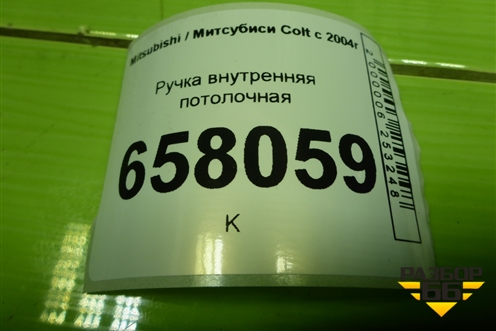 Mitsubishi / Митсубиси Colt с 2004г
Ручка внутренняя
потолочная
658059
К
2000006253248
РАЗБОР
66